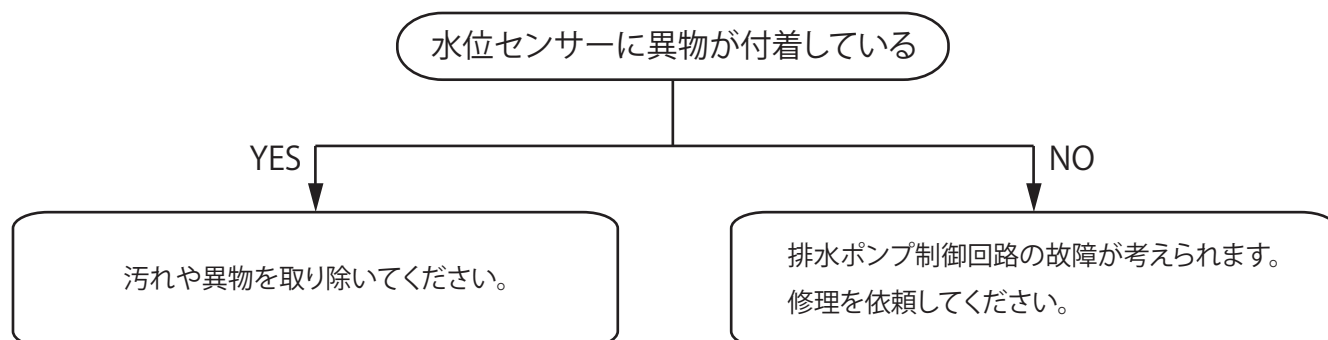 水位センサーに異物が付着している
YES
NO
汚れや異物を取り除いてください。
排水ポンプ制御回路の故障が考えられます。
修理を依頼してください。